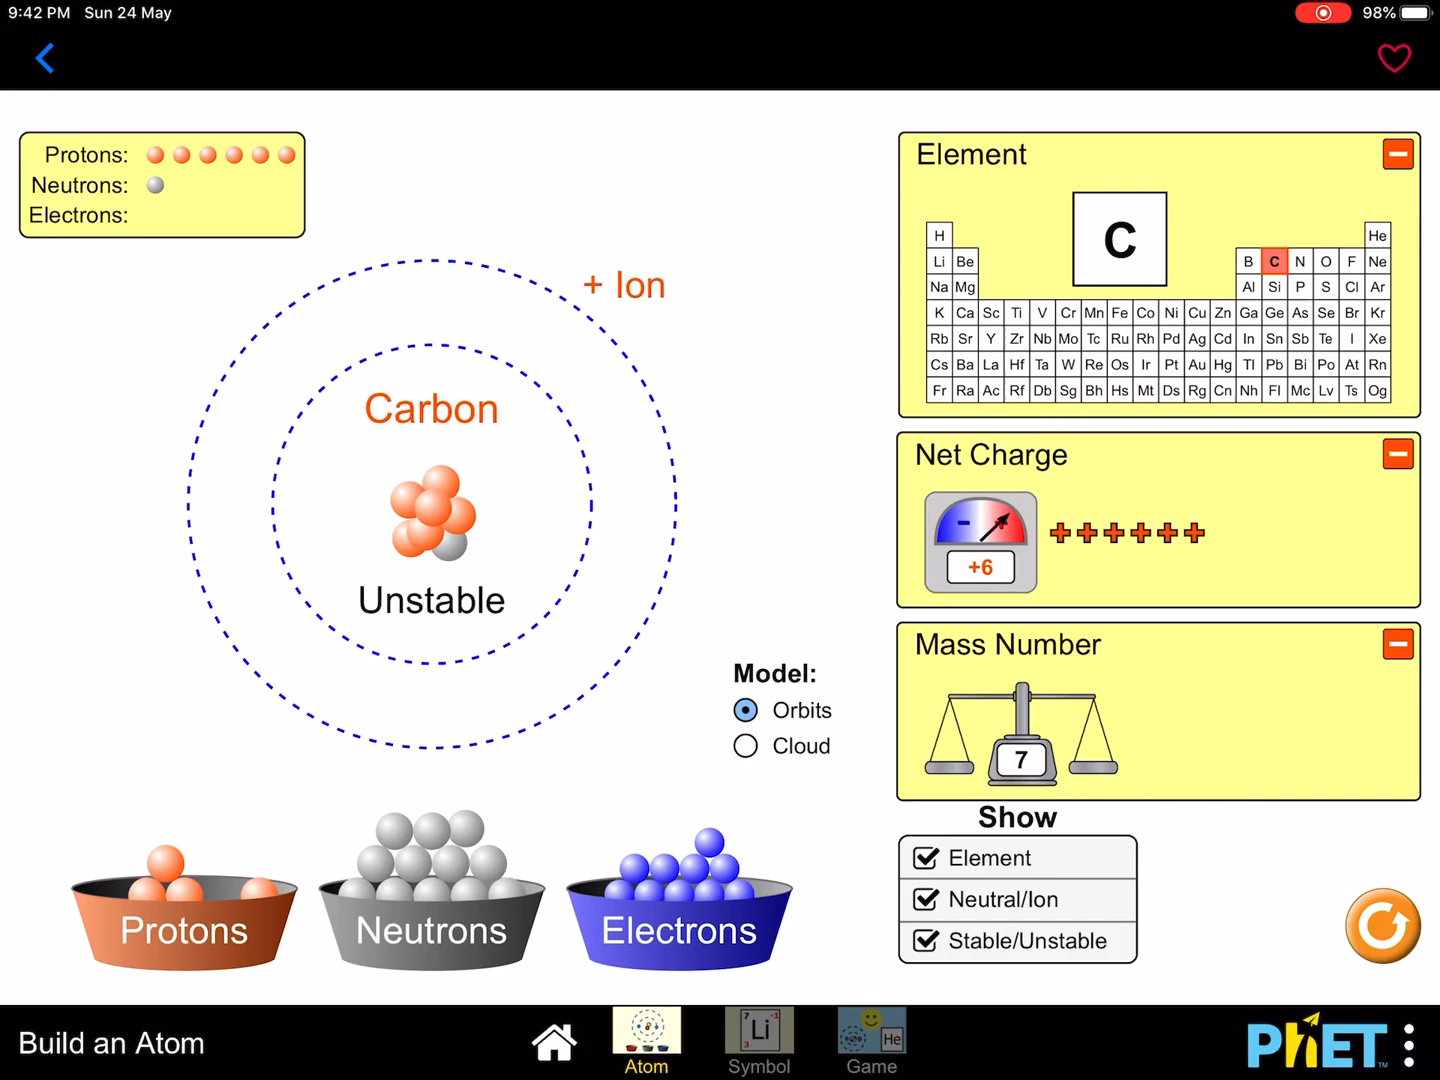 9:42 PM Sun 24 May
98%
Protons:
Neutrons:
Electrons:
+ Ion
Carbon
Unstable
Model:
Orbits
Cloud
Protons
Neutrons
Electrons
Element
C
H He
Li Be B C N O F Ne
Na Mg Al Si P S Cl Ar
K Ca Sc Ti V Cr Mn Fe Co Ni Cu Zn Ga Ge As Se Br Kr
Rb Sr Y Zr Nb Mo Tc Ru Rh Pd Ag Cd In Sn Sb Te I Xe
Cs Ba La Hf Ta W Re Os Ir Pt Au Hg Tl Pb Bi Po At Rn
Fr Ra Ac Rf Db Sg Bh Hs Mt Ds Rg Cn Nh Fl Mc Lv Ts Og
Net Charge
- +
+6
++++++
Mass Number
7
Show
Element
Neutral/Ion
Stable/Unstable
Build an Atom
Atom
7 -1
Li
3
Symbol
He
Game
PhET
TM